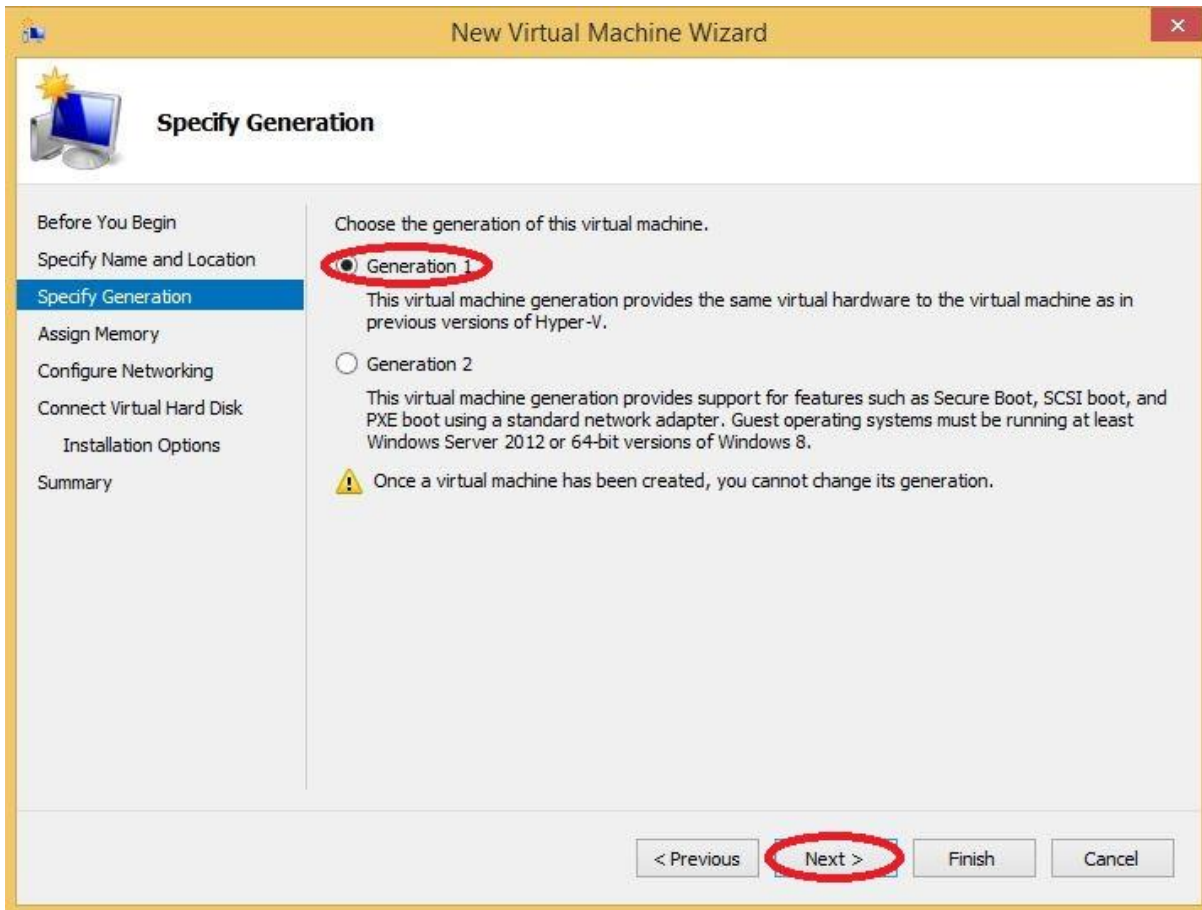 New Virtual Machine Wizard
Specify Generation
Before You Begin
Specify Name and Location
Specify Generation
Assign Memory
Configure Networking
Connect Virtual Hard Disk
Installation Options
Summary
Choose the generation of this virtual machine.
Generation 1
This virtual machine generation provides the same virtual hardware to the virtual machine as in
previous versions of Hyper-V.
Generation 2
This virtual machine generation provides support for features such as Secure Boot, SCSI boot, and
PXE boot using a standard network adapter. Guest operating systems must be running at least
Windows Server 2012 or 64-bit versions of Windows 8.
Once a virtual machine has been created, you cannot change its generation.
< Previous
Next >
Finish
Cancel